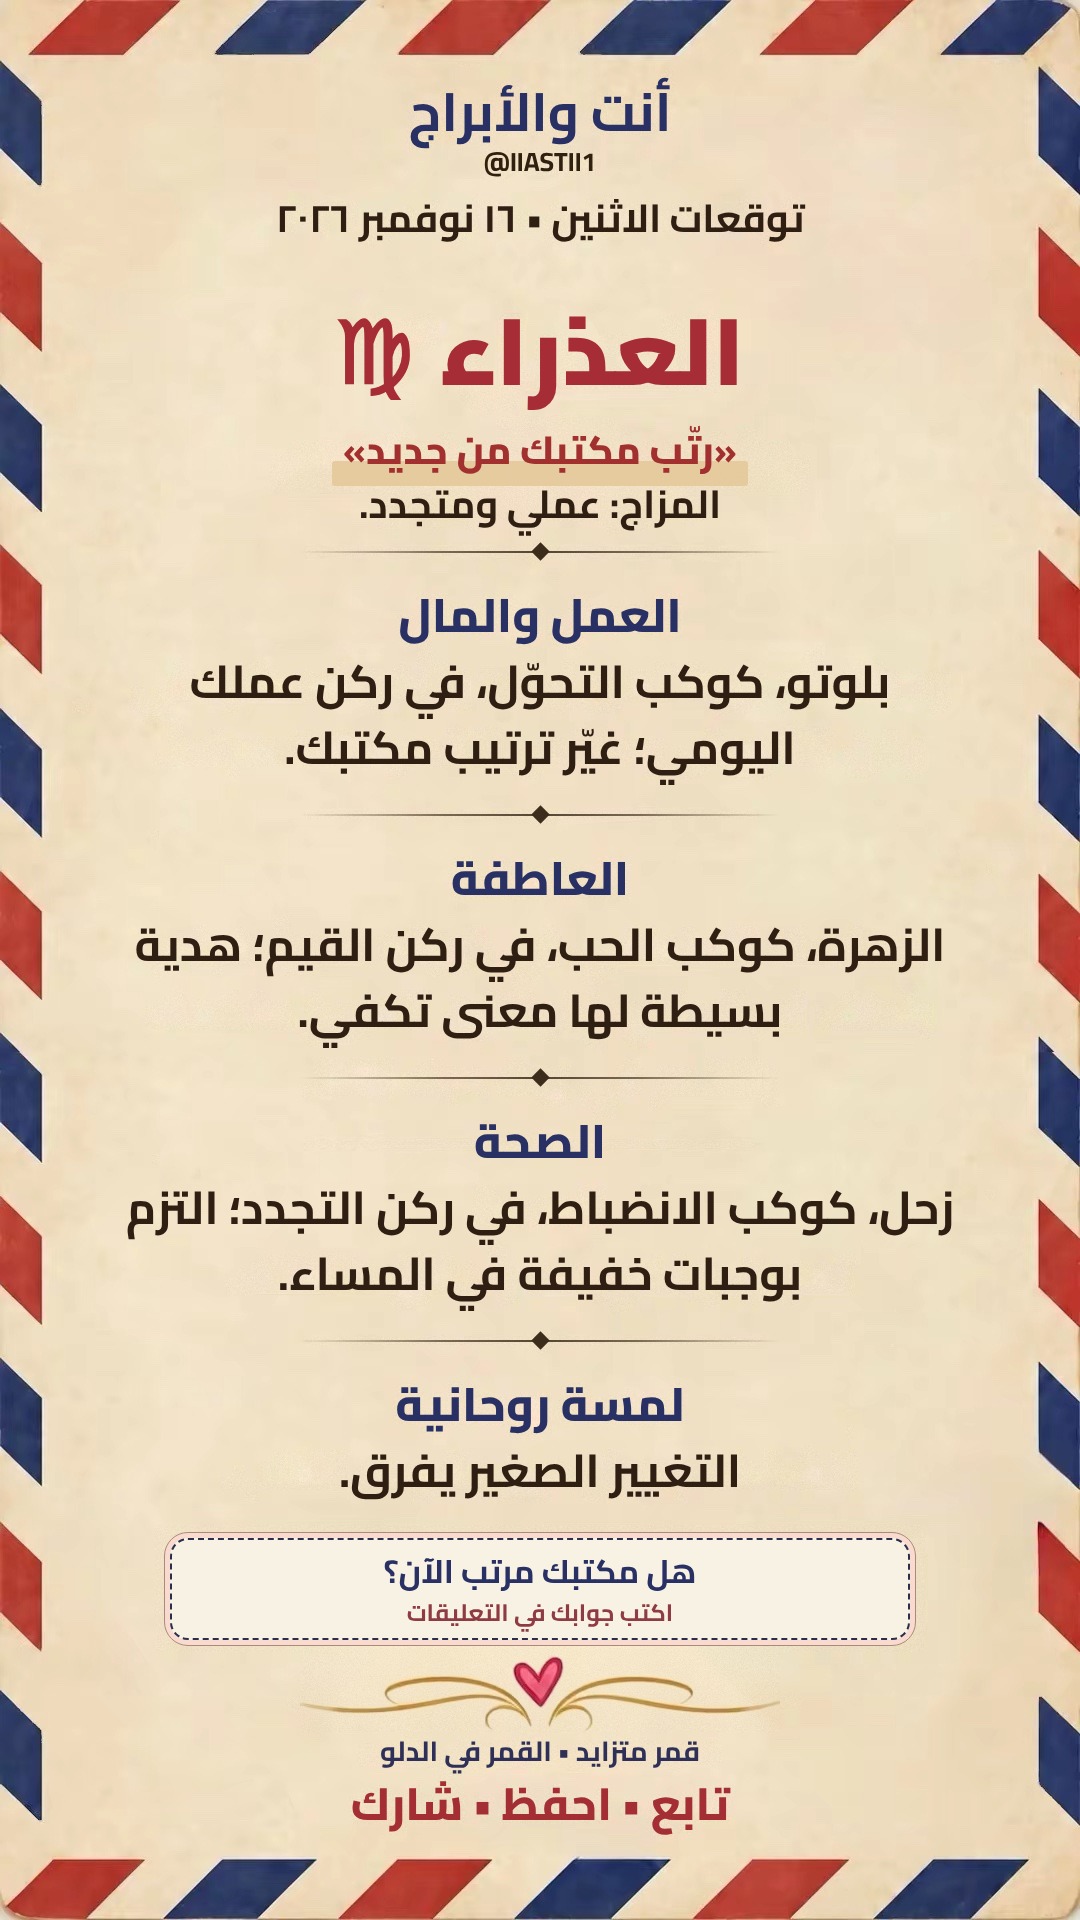 أنت والأبراج
@IIASTII1
توقعات الاثنين ▪ ١٦ نوفمبر ٢٠٢٦
العذراء ♍
«رتّب مكتبك من جديد»
المزاج: عملي ومتجدد.
العمل والمال
بلوتو، كوكب التحوّل، في ركن عملك
اليومي؛ غيّر ترتيب مكتبك.
العاطفة
الزهرة، كوكب الحب، في ركن القيم؛ هدية
بسيطة لها معنى تكفي.
الصحة
زحل، كوكب الانضباط، في ركن التجدد؛ التزم
بوجبات خفيفة في المساء.
لمسة روحانية
التغيير الصغير يفرق.
هل مكتبك مرتب الآن؟
اكتب جوابك في التعليقات
قمر متزايد ▪ القمر في الدلو
تابع ▪ احفظ ▪ شارك